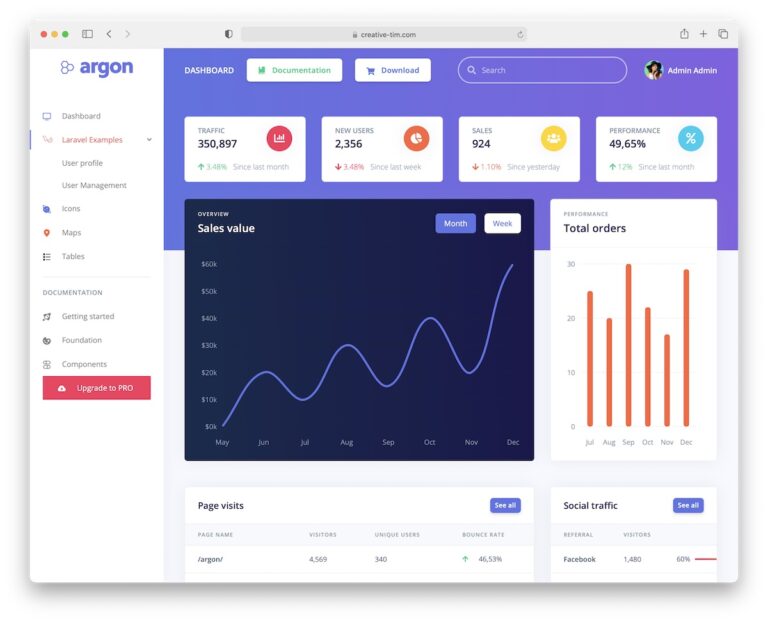 creative-tim.com
argon
DASHBOARD
Documentation
Download
Search
Admin Admin
Dashboard
Laravel Examples
User profile
User Management
Icons
Maps
Tables
DOCUMENTATION
Getting started
Foundation
Components
Upgrade to PRO
TRAFFIC
350,897
3.48% Since last month
NEW USERS
2,356
3.48% Since last week
SALES
924
1.10% Since yesterday
PERFORMANCE
49,65%
12% Since last month
OVERVIEW
Sales value
Month
Week
$60k
$50k
$40k
$30k
$20k
$10k
$0k
May Jun Jul Aug Sep Oct Nov Dec
PERFORMANCE
Total orders
30
20
10
0
Jul Aug Sep Oct Nov Dec
Page visits
See all
PAGE NAME VISITORS UNIQUE USERS BOUNCE RATE
/argon/ 4,569 340 46,53%
Social traffic
See all
REFERRAL VISITORS
Facebook 1,480 60%